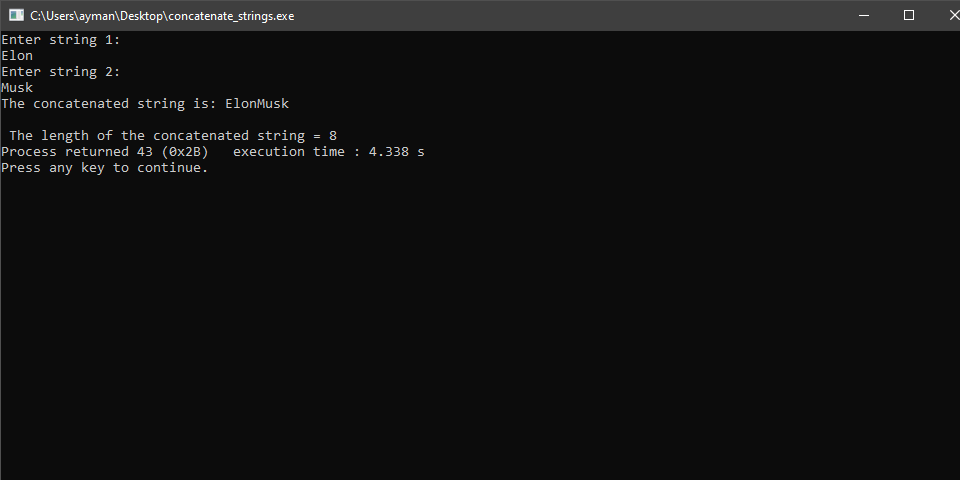 C:\Users\ayman\Desktop\concatenate_strings.exe
Enter string 1:
Elon
Enter string 2:
Musk
The concatenated string is: ElonMusk
The length of the concatenated string = 8
Process returned 43 (0x2B)   execution time : 4.338 s
Press any key to continue.